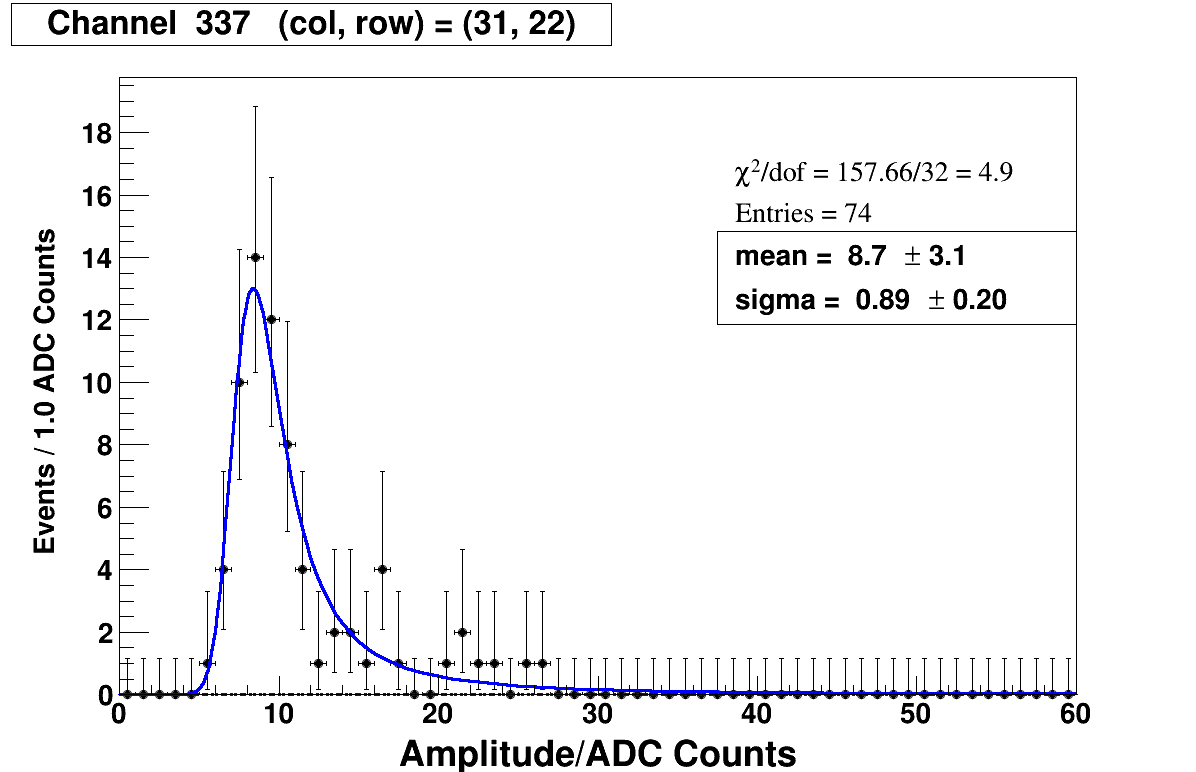 Channel 337 (col, row) = (31, 22)
χ²/dof = 157.66/32 = 4.9
Entries = 74
mean = 8.7 ± 3.1
sigma = 0.89 ± 0.20
Events / 1.0 ADC Counts
18
16
14
12
10
8
6
4
2
0
0 10 20 30 40 50 60
Amplitude/ADC Counts